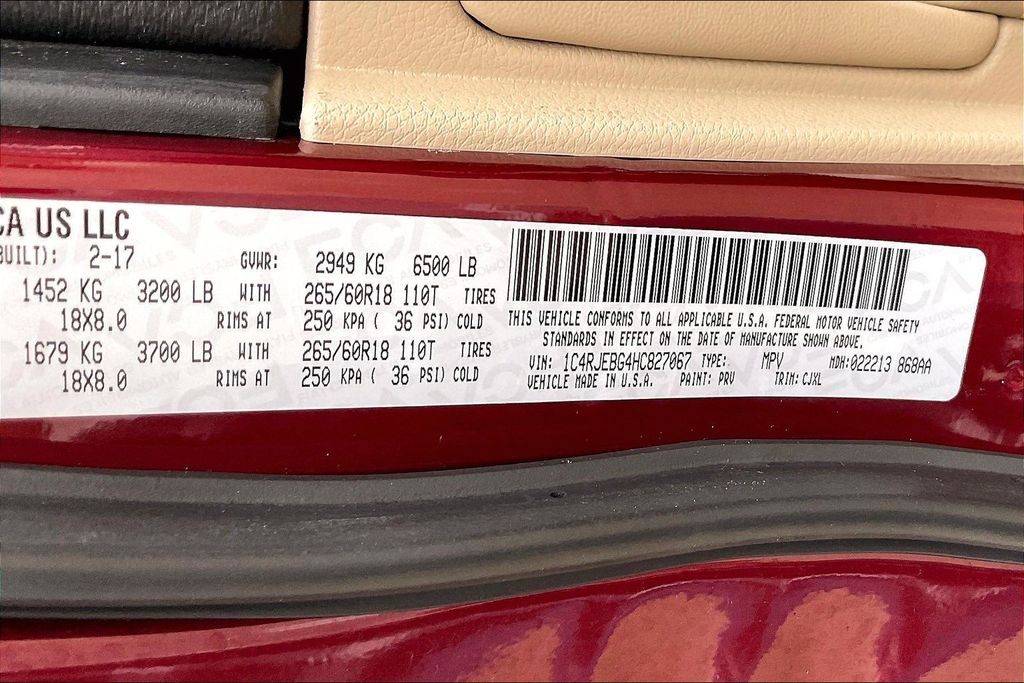 CA US LLC
BUILT): 2-17 GVWR: 2949 KG 6500 LB
1452 KG 3200 LB WITH 265/60R18 110T TIRES
18X8.0 RIMS AT 250 KPA ( 36 PSI) COLD
1679 KG 3700 LB WITH 265/60R18 110T TIRES
18X8.0 RIMS AT 250 KPA ( 36 PSI) COLD
THIS VEHICLE CONFORMS TO ALL APPLICABLE U.S.A. FEDERAL MOTOR VEHICLE SAFETY
STANDARDS IN EFFECT ON THE DATE OF MANUFACTURE SHOWN ABOVE.
VIN: 1C4RJEBG4HC827067 TYPE: MPV MDH:022213 868AA
VEHICLE MADE IN U.S.A. PAINT: PRV TRIM: CJXL